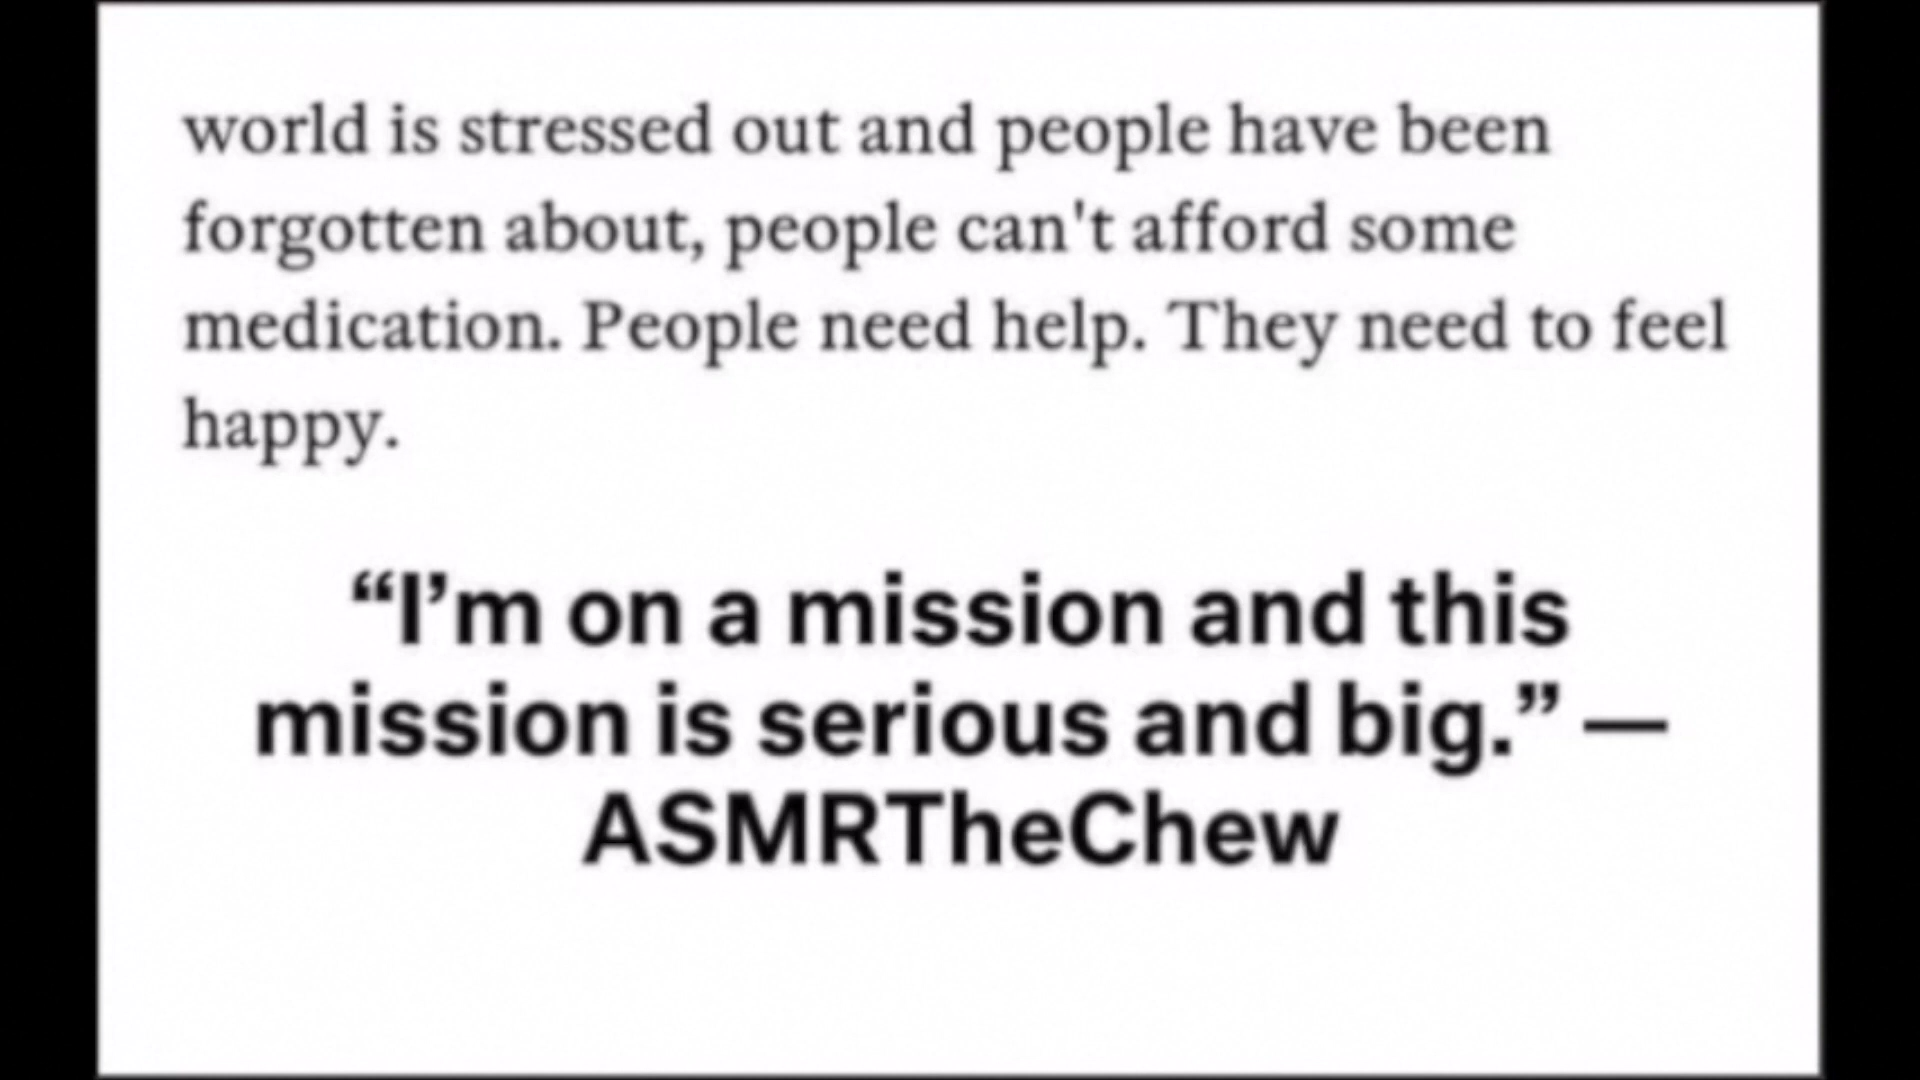 world is stressed out and people have been
forgotten about, people can't afford some
medication. People need help. They need to feel
happy.
“I’m on a mission and this
mission is serious and big.” —
ASMRTheChew